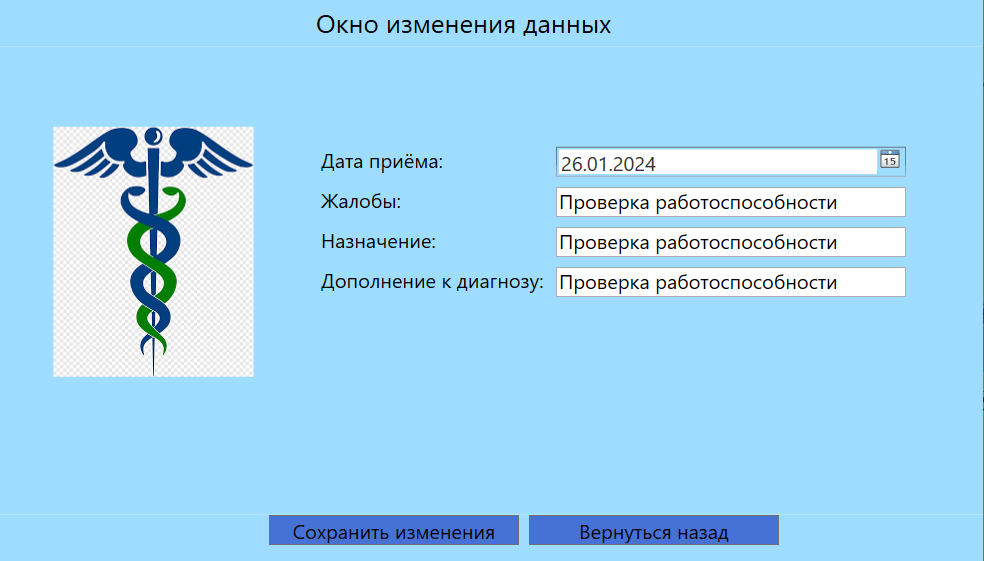 Окно изменения данных
Дата приёма: 26.01.2024 15
Жалобы: Проверка работоспособности
Назначение: Проверка работоспособности
Дополнение к диагнозу: Проверка работоспособности
Сохранить изменения Вернуться назад